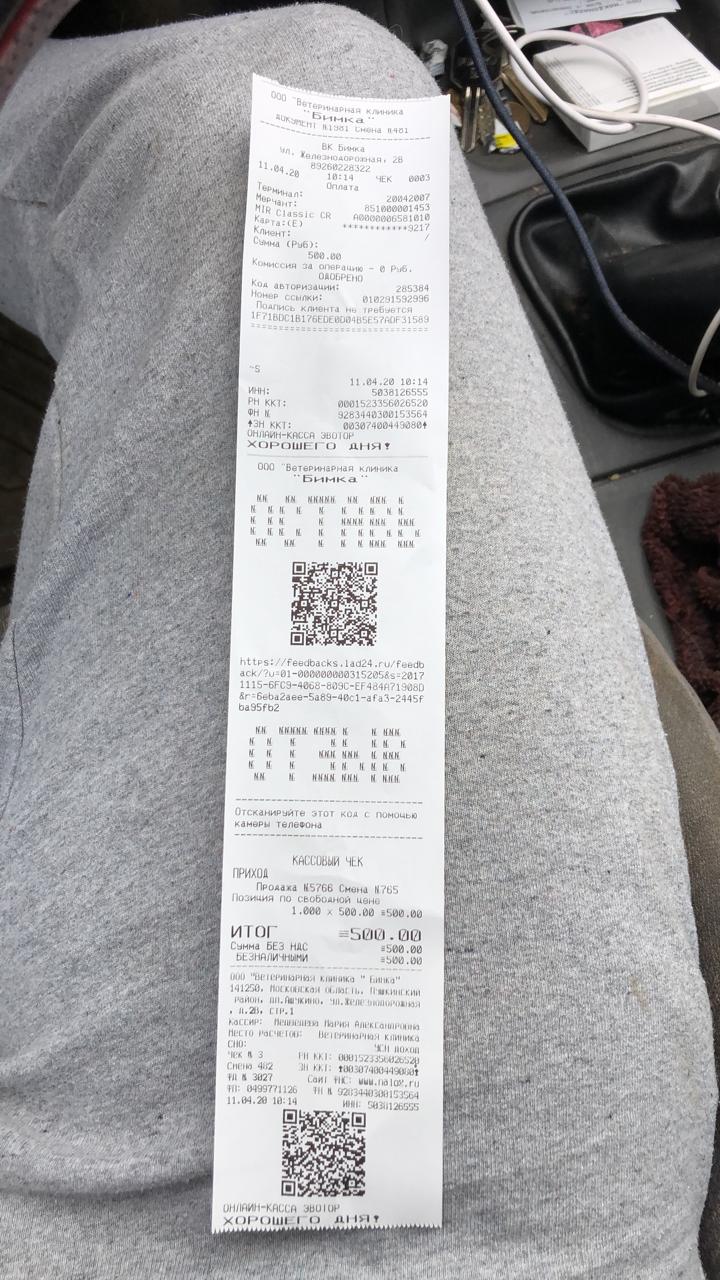 ООО "Ветеринарная клиника
"Бимка"
ДОКУМЕНТ №1981 Смена №481
ВК Бимка
ул. Железнодорожная, 2В
89260228322
11.04.20 10:14 ЧЕК 0003
Оплата
Терминал: 20042007
Мерчант: 851000001453
MIR Classic CR A0000006581010
Карта:(E) ************9217
Клиент: /
Сумма (Руб):
500.00
Комиссия за операцию - 0 Руб.
ОДОБРЕНО
Код авторизации: 285384
Номер ссылки: 010291592996
Подпись клиента не требуется
1F71BDC1B176EDE0D04B5E57ADF31589
================================
~S
11.04.20 10:14
ИНН: 5038126555
РН ККТ: 0001523356026520
ФН № 9283440300153564
↑ЗН ККТ: 00307400449080↑
ОНЛАЙН-КАССА ЭВОТОР
ХОРОШЕГО ДНЯ!
ООО "Ветеринарная клиника
"Бимка"
ОСТАВЬ
https://feedbacks.lad24.ru/feedb
ack/?u=01-000000000315205&s=2017
1115-6FC9-4068-809C-EF484A71908D
&r=6eba2aee-5a89-40c1-afa3-2445f
ba95fb2
ОТЗЫВ
Отсканируйте этот код с помощью
камеры телефона
КАССОВЫЙ ЧЕК
ПРИХОД
Продажа №5766 Смена №765
Позиция по свободной цене
1.000 x 500.00 =500.00
ИТОГ =500.00
Сумма БЕЗ НДС =500.00
БЕЗНАЛИЧНЫМИ =500.00
ООО "Ветеринарная клиника " Бимка"
141250, Московская область, Пушкинский
район, дп.Ашукино, ул.Железнодорожная
, д.2В, СТР.1
Кассир: Медведева Мария Александровна
Место расчетов: Ветеринарная клиника
СНО: УСН доход
Чек № 3 РН ККТ: 0001523356026520
Смена 482 ЗН ККТ: ↑00307400449080↑
ФД № 3027 Сайт ФНС: www.nalog.ru
ФП: 0499771126 ФН № 9283440300153564
11.04.20 10:14 ИНН: 5038126555
ОНЛАЙН-КАССА ЭВОТОР
ХОРОШЕГО ДНЯ!